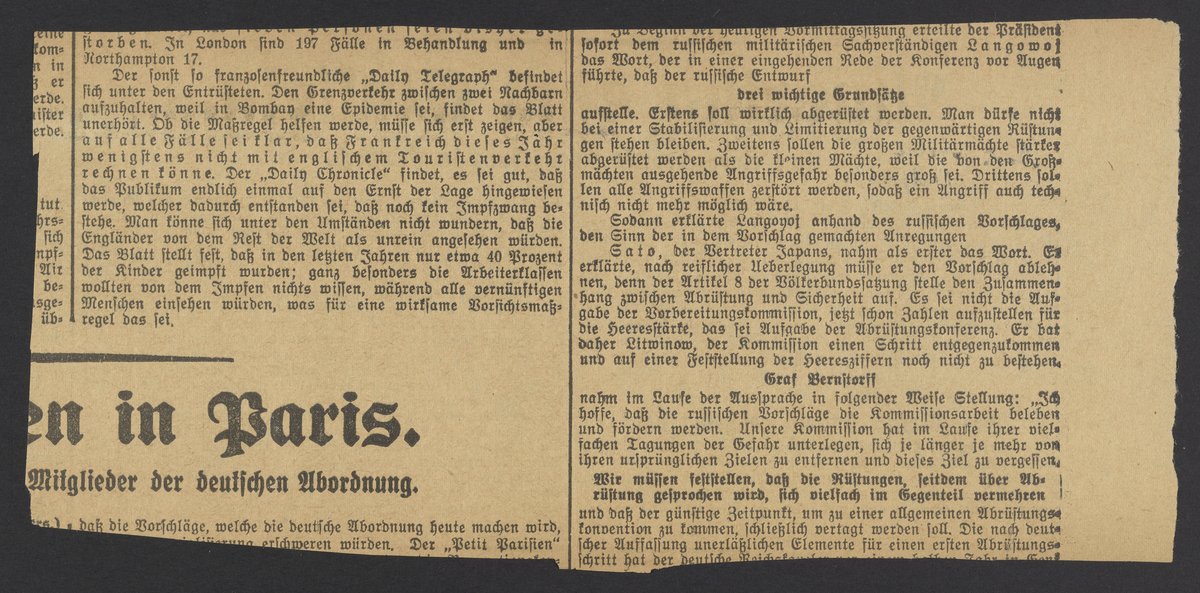 eine
kom-
n in
ß er
erde.
nister
erde.
tut
hrs-
sich
npf-
Air
be-
asge-
üb-
storben. In London sind 197 Fälle in Behandlung und in
Northampton 17.
Der sonst so franzosenfreundliche „Daily Telegraph“ befindet
sich unter den Entrüsteten. Den Grenzverkehr zwischen zwei Nachbarn
aufzuhalten, weil in Bombay eine Epidemie sei, findet das Blatt
unerhört. Ob die Maßregel helfen werde, müsse sich erst zeigen, aber
auf alle Fälle sei klar, daß Frankreich dieses Jahr
wenigstens nicht mit englischem Touristenverkehr
rechnen könne. Der „Daily Chronicle“ findet, es sei gut, daß
das Publikum endlich einmal auf den Ernst der Lage hingewiesen
werde, welcher dadurch entstanden sei, daß noch kein Impfzwang be-
stehe. Man könne sich unter den Umständen nicht wundern, daß die
Engländer von dem Rest der Welt als unrein angesehen würden.
Das Blatt stellt fest, daß in den letzten Jahren nur etwa 40 Prozent
der Kinder geimpft wurden; ganz besonders die Arbeiterklassen
wollten von dem Impfen nichts wissen, während alle vernünftigen
Menschen einsehen würden, was für eine wirksame Vorsichtsmaß-
regel das sei.
en in Paris.
Mitglieder der deutschen Abordnung.
daß die Vorschläge, welche die deutsche Abordnung heute machen wird,
erschweren würden. Der „Petit Parisien“
Zu Beginn der heutigen Vormittagssitzung erteilte der Präsident
sofort dem russischen militärischen Sachverständigen Langowoj
das Wort, der in einer eingehenden Rede der Konferenz vor Augen
führte, daß der russische Entwurf
drei wichtige Grundsätze
aufstelle. Erstens soll wirklich abgerüstet werden. Man dürfe nicht
bei einer Stabilisierung und Limitierung der gegenwärtigen Rüstun-
gen stehen bleiben. Zweitens sollen die großen Militärmächte stärker
abgerüstet werden als die kleinen Mächte, weil die von den Groß-
mächten ausgehende Angriffsgefahr besonders groß sei. Drittens sol-
len alle Angriffswaffen zerstört werden, sodaß ein Angriff auch tech-
nisch nicht mehr möglich wäre.
Sodann erklärte Langoyoj anhand des russischen Vorschlages,
den Sinn der in dem Vorschlag gemachten Anregungen
Sato, der Vertreter Japans, nahm als erster das Wort. Er
erklärte, nach reiflicher Ueberlegung müsse er den Vorschlag ableh-
nen, denn der Artikel 8 der Völkerbundssatzung stelle den Zusammen-
hang zwischen Abrüstung und Sicherheit auf. Es sei nicht die Auf-
gabe der Vorbereitungskommission, jetzt schon Zahlen aufzustellen für
die Heeresstärke, das sei Aufgabe der Abrüstungskonferenz. Er bat
daher Litwinow, der Kommission einen Schritt entgegenzukommen
und auf einer Feststellung der Heeresziffern noch nicht zu bestehen.
Graf Bernstorff
nahm im Laufe der Aussprache in folgender Weise Stellung: „Ich
hoffe, daß die russischen Vorschläge die Kommissionsarbeit beleben
und fördern werden. Unsere Kommission hat im Laufe ihrer viel-
fachen Tagungen der Gefahr unterlegen, sich je länger je mehr von
ihren ursprünglichen Zielen zu entfernen und dieses Ziel zu vergessen.
Wir müssen feststellen, daß die Rüstungen, seitdem über Ab-
rüstung gesprochen wird, sich vielfach im Gegenteil vermehren
und daß der günstige Zeitpunkt, um zu einer allgemeinen Abrüstungs-
konvention zu kommen, schließlich vertagt werden soll. Die nach deut-
scher Auffassung unerläßlichen Elemente für einen ersten Abrüstungs-
schritt hat der deutsche